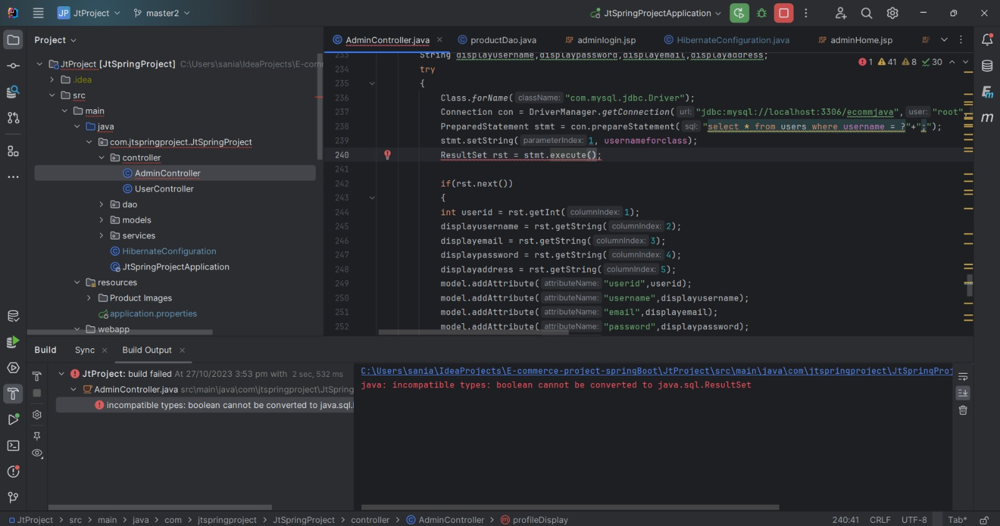 JP JtProject master2 JtSpringProjectApplication
Project
AdminController.java productDao.java JSP adminlogin.jsp HibernateConfiguration.java JSP adminHome.jsp JSP
JtProject [JtSpringProject] C:\Users\sania\IdeaProjects\E-comm
.idea
src
main
java
com.jtspringproject.JtSpringProject
controller
AdminController
UserController
dao
models
services
HibernateConfiguration
JtSpringProjectApplication
resources
Product Images
application.properties
webapp
1 41 8 30
233 String displayusername,displaypassword,displayemail,displayaddress;
234 try
235 {
236 Class.forName( className: "com.mysql.jdbc.Driver");
237 Connection con = DriverManager.getConnection( url: "jdbc:mysql://localhost:3306/ecommjava", user: "root",
238 PreparedStatement stmt = con.prepareStatement( sql: "select * from users where username = ?"+";");
239 stmt.setString( parameterIndex: 1, usernameforclass);
240 ResultSet rst = stmt.execute();
241
242 if(rst.next())
243 {
244 int userid = rst.getInt( columnIndex: 1);
245 displayusername = rst.getString( columnIndex: 2);
246 displayemail = rst.getString( columnIndex: 3);
247 displaypassword = rst.getString( columnIndex: 4);
248 displayaddress = rst.getString( columnIndex: 5);
249 model.addAttribute( attributeName: "userid",userid);
250 model.addAttribute( attributeName: "username",displayusername);
251 model.addAttribute( attributeName: "email",displayemail);
252 model.addAttribute( attributeName: "password",displaypassword);
Build Sync Build Output
JtProject: build failed At 27/10/2023 3:53 pm with 2 sec, 532 ms
AdminController.java src\main\java\com\jtspringproject\JtSpring
incompatible types: boolean cannot be converted to java.sql.
C:\Users\sania\IdeaProjects\E-commerce-project-springBoot\JtProject\src\main\java\com\jtspringproject\JtSpringProj
java: incompatible types: boolean cannot be converted to java.sql.ResultSet
JtProject > src > main > java > com > jtspringproject > JtSpringProject > controller > AdminController > profileDisplay
240:41 CRLF UTF-8 Tab*